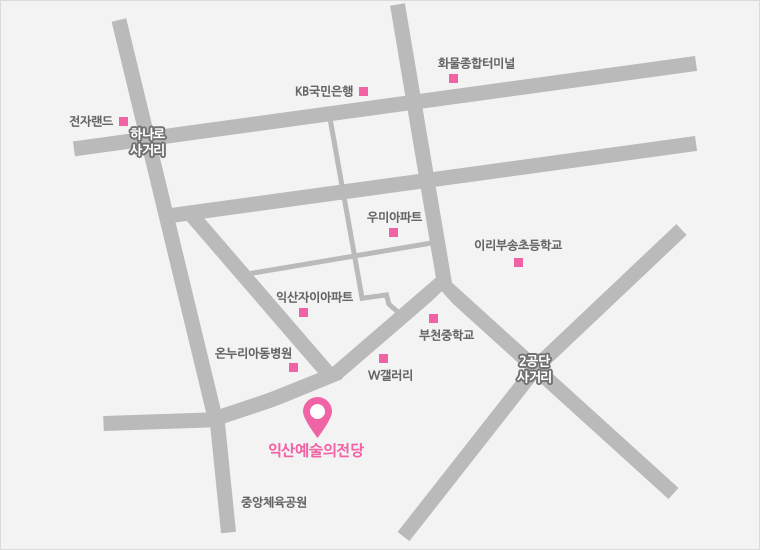 화물종합터미널
KB국민은행
전자랜드
하나로
사거리
우미아파트
이리부송초등학교
익산자이아파트
부천중학교
온누리아동병원
2공단
사거리
W갤러리
익산예술의전당
중앙체육공원